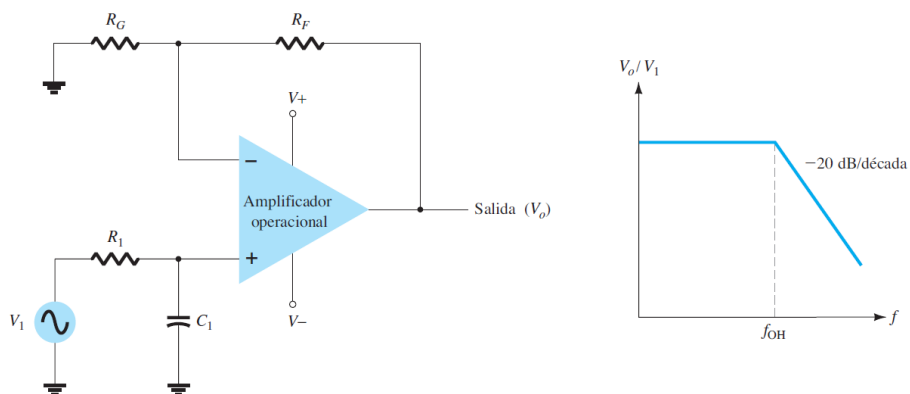 R_G
R_F
V+
−
Amplificador
operacional
Salida (V_o)
R_1
+
V_1
C_1
V−
V_o / V_1
−20 dB/década
f_OH
f